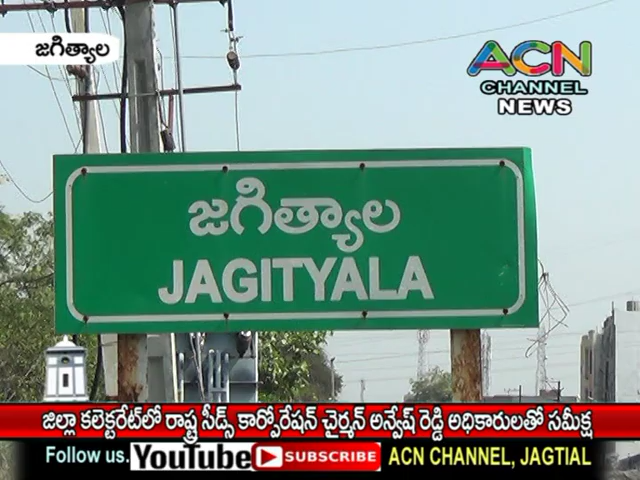 జగిత్యాల
ACN
CHANNEL
NEWS
జగిత్యాల
JAGITYALA
జిల్లా కలెక్టరేట్‌లో రాష్ట్ర సీడ్స్ కార్పోరేషన్ చైర్మన్ అన్వేష్ రెడ్డి అధికారులతో సమీక్ష
Follow us. YouTube SUBSCRIBE ACN CHANNEL, JAGTIAL